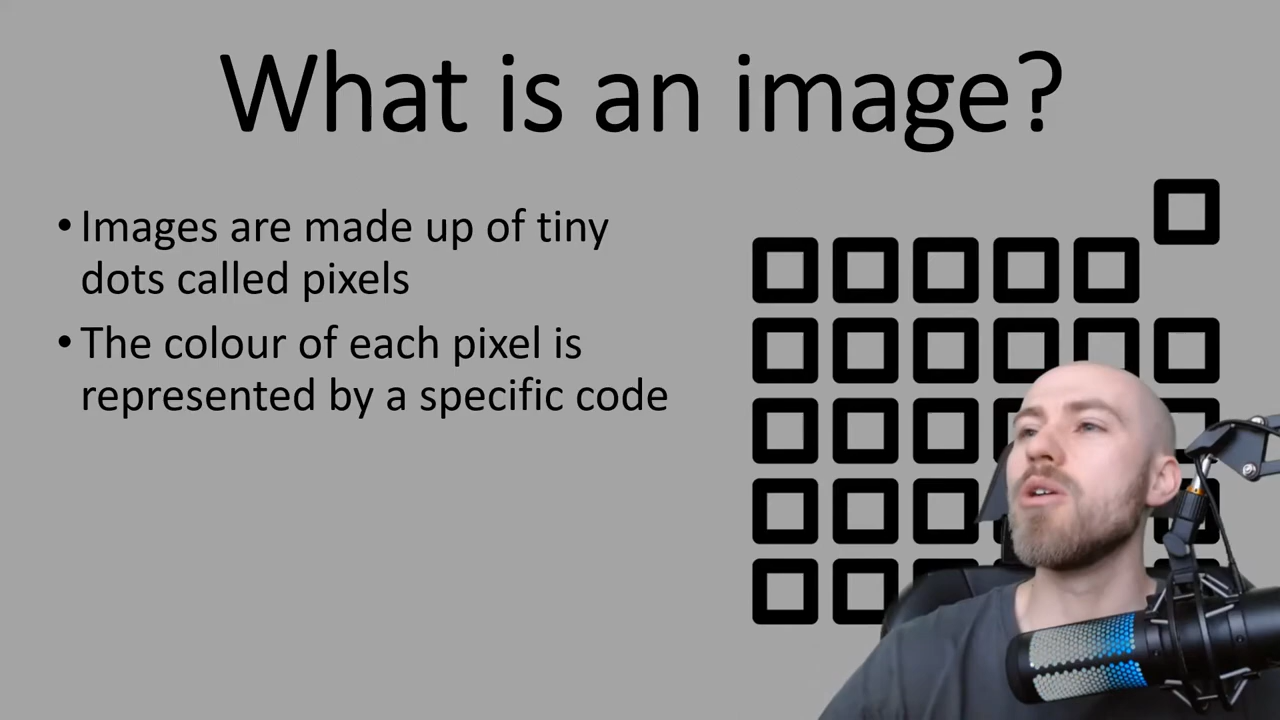 What is an image?
•Images are made up of tiny
dots called pixels
•The colour of each pixel is
represented by a specific code